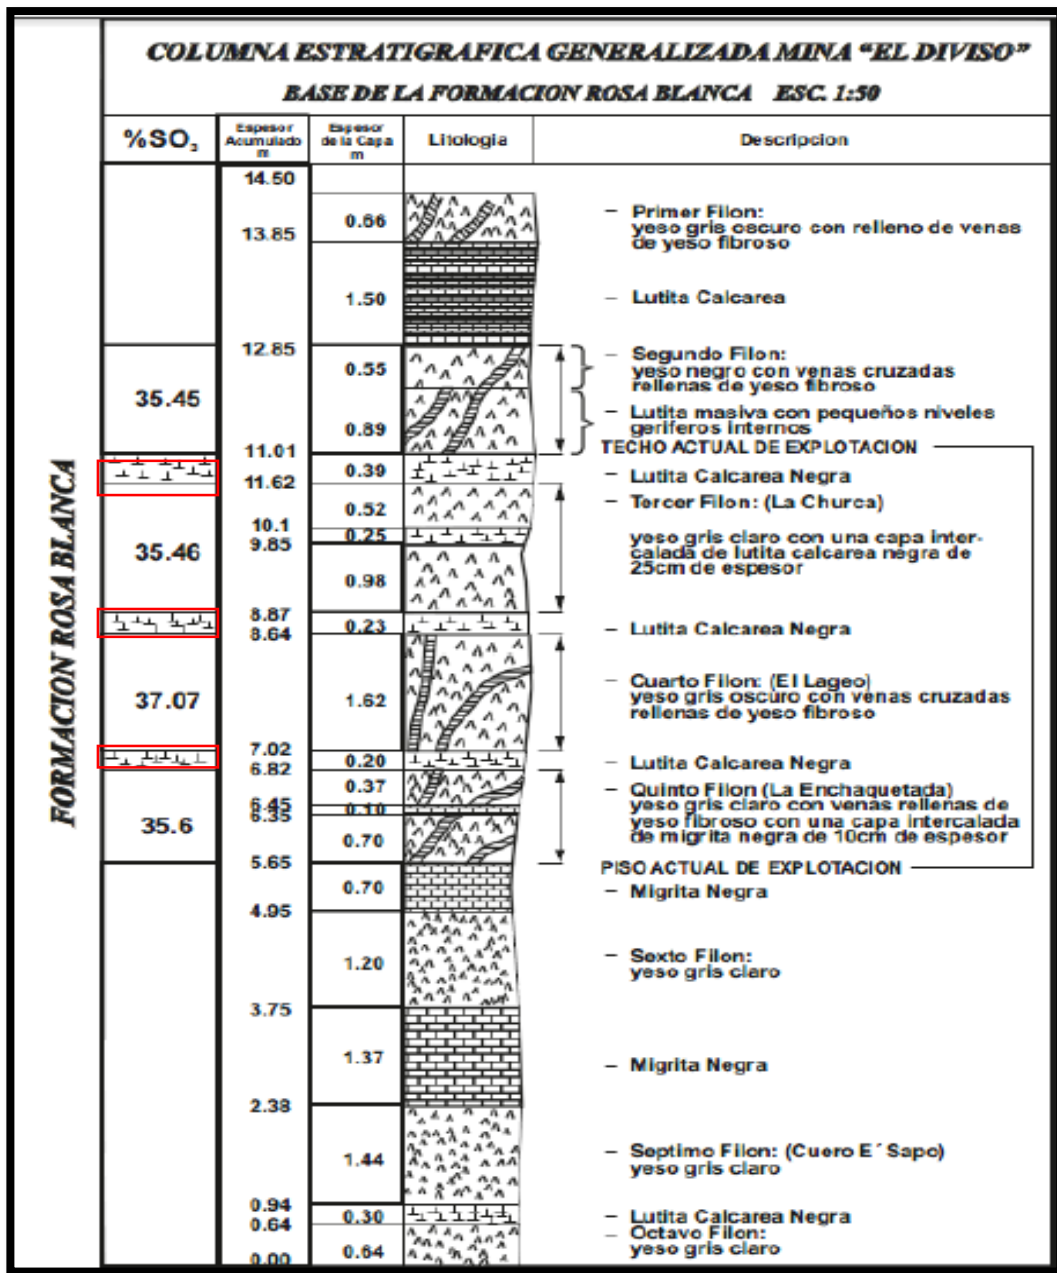 COLUMNA ESTRATIGRAFICA GENERALIZADA MINA “EL DIVISO”
BASE DE LA FORMACION ROSA BLANCA ESC. 1:50
FORMACION ROSA BLANCA
%SO3
Espesor
Acumulado
m
Espesor
de la Capa
m
Litologia
Descripcion
14.50
0.66
– Primer Filon:
yeso gris oscuro con relleno de venas
de yeso fibroso
13.85
1.50
– Lutita Calcarea
12.85
35.45
0.55
– Segundo Filon:
yeso negro con venas cruzadas
rellenas de yeso fibroso
0.89
– Lutita masiva con pequeños niveles
geriferos internos
11.01
TECHO ACTUAL DE EXPLOTACION
0.39
– Lutita Calcarea Negra
11.62
35.46
0.52
– Tercer Filon: (La Churca)
10.1
0.25
yeso gris claro con una capa inter-
calada de lutita calcarea negra de
25cm de espesor
9.85
0.98
8.87
0.23
– Lutita Calcarea Negra
8.64
37.07
1.62
– Cuarto Filon: (El Lageo)
yeso gris oscuro con venas cruzadas
rellenas de yeso fibroso
7.02
0.20
– Lutita Calcarea Negra
6.82
35.6
0.37
– Quinto Filon (La Enchaquetada)
yeso gris claro con venas rellenas de
yeso fibroso con una capa intercalada
de migrita negra de 10cm de espesor
6.45
0.10
6.35
0.70
5.65
PISO ACTUAL DE EXPLOTACION
0.70
– Migrita Negra
4.95
1.20
– Sexto Filon:
yeso gris claro
3.75
1.37
– Migrita Negra
2.38
1.44
– Septimo Filon: (Cuero E´Sapo)
yeso gris claro
0.94
0.30
– Lutita Calcarea Negra
0.64
0.64
– Octavo Filon:
yeso gris claro
0.00